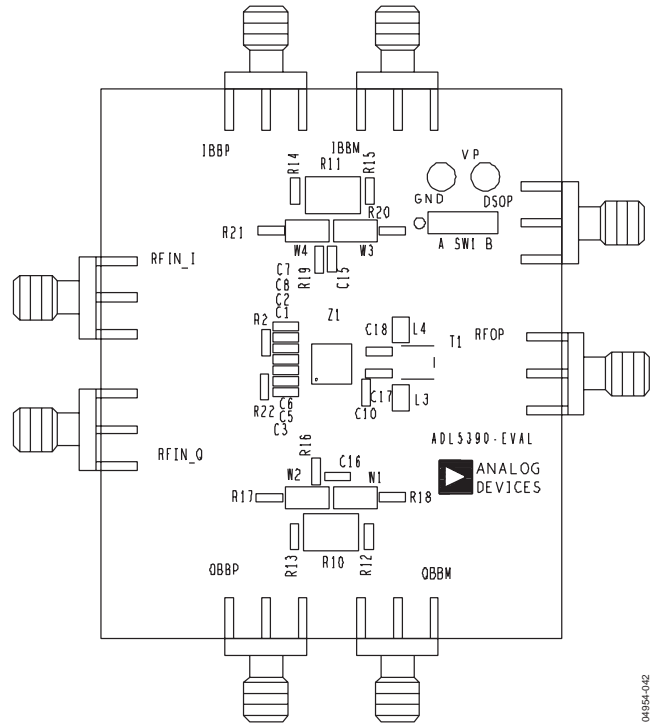 IBBP
IBBM
VP
R14
R11
R15
GND
DSOP
R20
R21
A SW1 B
W4
W3
RFIN_I
C7
R19
C15
C8
C2
C1
Z1
R2
C18
L4
T1
RFOP
R22
C6
C17
L3
C5
C10
C3
ADL5390-EVAL
R16
RFIN_Q
C16
ANALOG
DEVICES
W2
W1
R17
R18
R13
R10
R12
QBBP
QBBM
04954-042